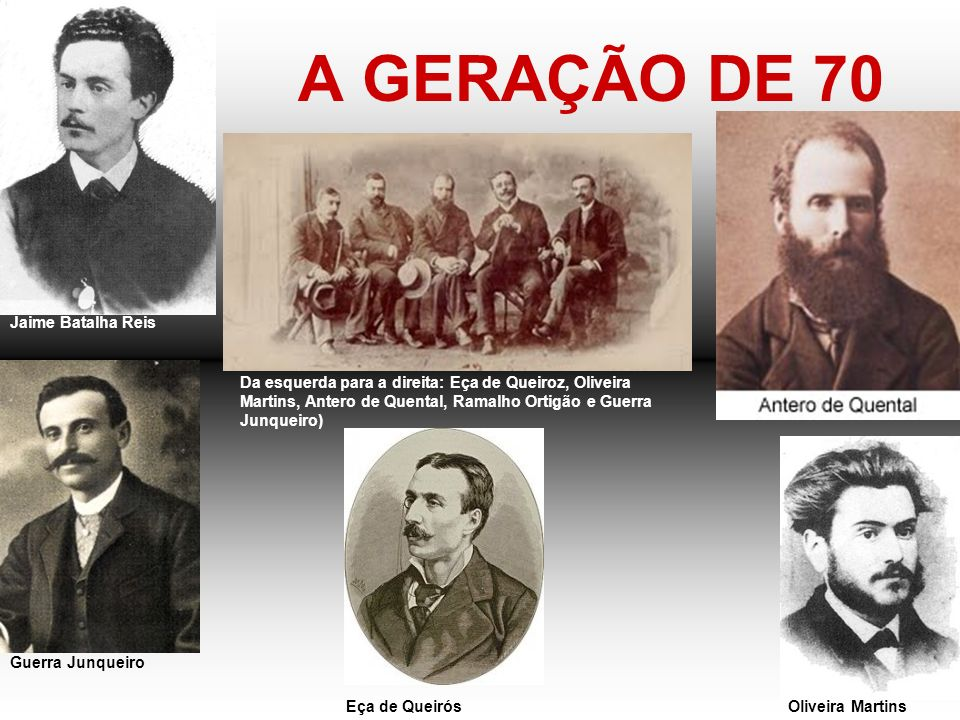 A GERAÇÃO DE 70
Jaime Batalha Reis
Da esquerda para a direita: Eça de Queiroz, Oliveira
Martins, Antero de Quental, Ramalho Ortigão e Guerra
Junqueiro)
Antero de Quental
Guerra Junqueiro
Eça de Queirós
Oliveira Martins